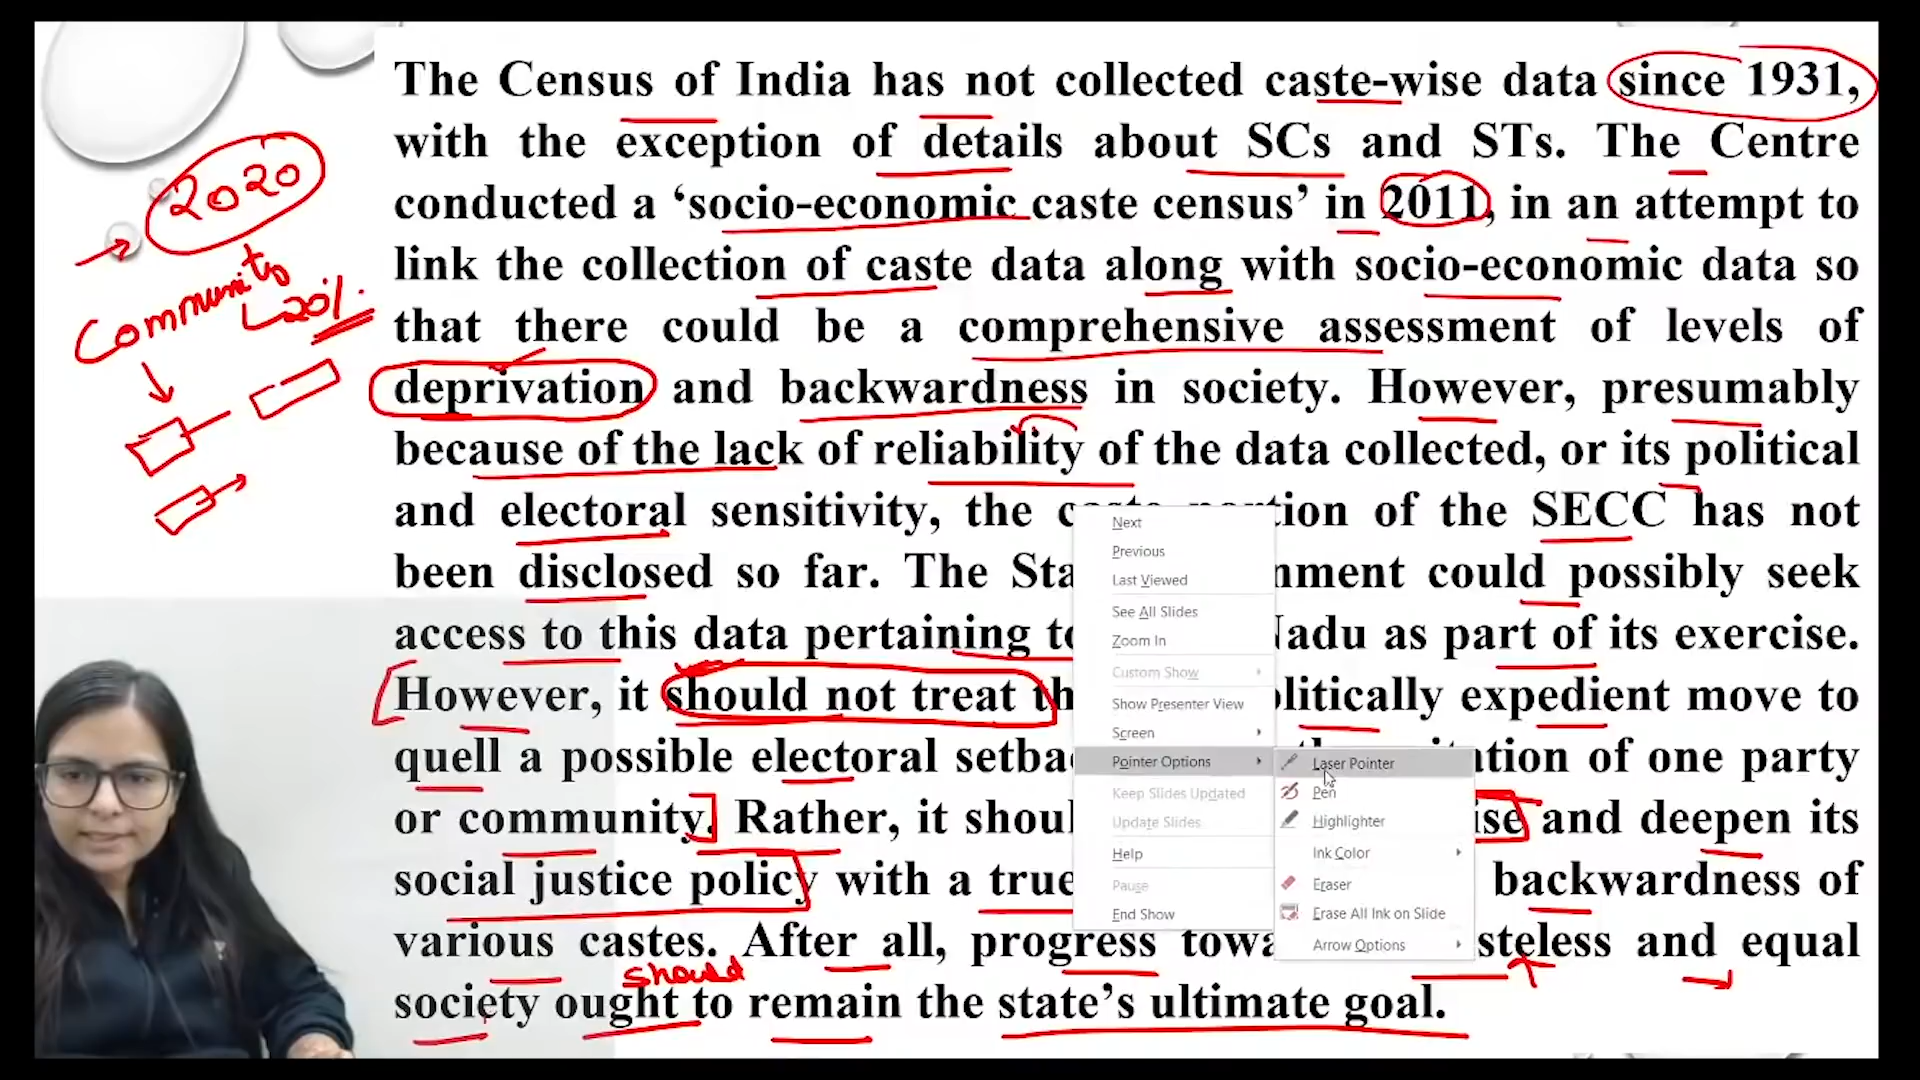 The Census of India has not collected caste-wise data since 1931,
with the exception of details about SCs and STs. The Centre
conducted a ‘socio-economic caste census’ in 2011, in an attempt to
link the collection of caste data along with socio-economic data so
that there could be a comprehensive assessment of levels of
deprivation and backwardness in society. However, presumably
because of the lack of reliability of the data collected, or its political
and electoral sensitivity, the caste portion of the SECC has not
been disclosed so far. The Sta nment could possibly seek
access to this data pertaining to Nadu as part of its exercise.
However, it should not treat th olitically expedient move to
quell a possible electoral setba itation of one party
or community. Rather, it shoul ise and deepen its
social justice policy with a true backwardness of
various castes. After all, progress towa steless and equal
should
society ought to remain the state’s ultimate goal.
2020
Community
20%.
Next
Previous
Last Viewed
See All Slides
Zoom In
Custom Show
Show Presenter View
Screen
Pointer Options
Keep Slides Updated
Update Slides
Help
Pause
End Show
Laser Pointer
Pen
Highlighter
Ink Color
Eraser
Erase All Ink on Slide
Arrow Options